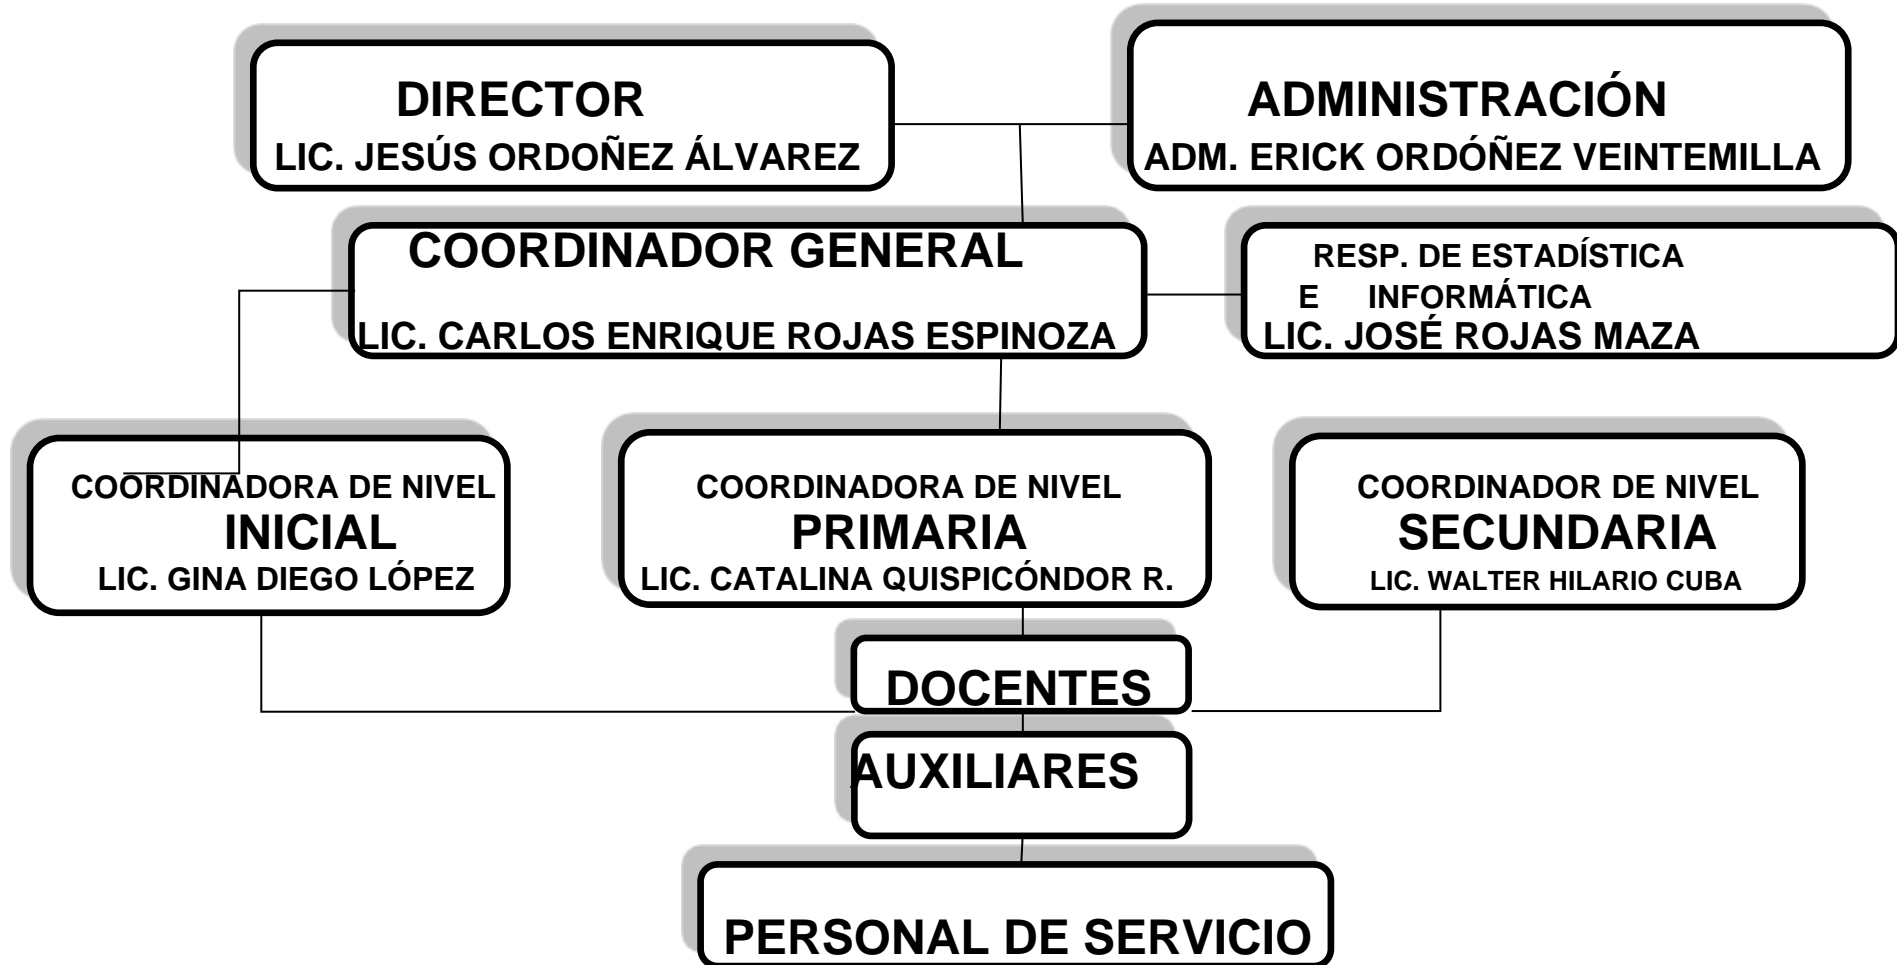 DIRECTOR
LIC. JESÚS ORDOÑEZ ÁLVAREZ
ADMINISTRACIÓN
ADM. ERICK ORDÓÑEZ VEINTEMILLA
COORDINADOR GENERAL
LIC. CARLOS ENRIQUE ROJAS ESPINOZA
RESP. DE ESTADÍSTICA
E INFORMÁTICA
LIC. JOSÉ ROJAS MAZA
COORDINADORA DE NIVEL
INICIAL
LIC. GINA DIEGO LÓPEZ
COORDINADORA DE NIVEL
PRIMARIA
LIC. CATALINA QUISPICÓNDOR R.
COORDINADOR DE NIVEL
SECUNDARIA
LIC. WALTER HILARIO CUBA
DOCENTES
AUXILIARES
PERSONAL DE SERVICIO